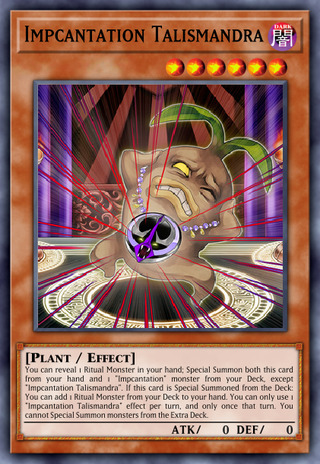 Impcantation Talismandra
DARK
闇
[Plant / Effect]
You can reveal 1 Ritual Monster in your hand; Special Summon both this card
from your hand and 1 "Impcantation" monster from your Deck, except
"Impcantation Talismandra". If this card is Special Summoned from the Deck:
You can add 1 Ritual Monster from your Deck to your hand. You can only use 1
"Impcantation Talismandra" effect per turn, and only once that turn. You
cannot Special Summon monsters from the Extra Deck.
ATK/ 0 DEF/ 0